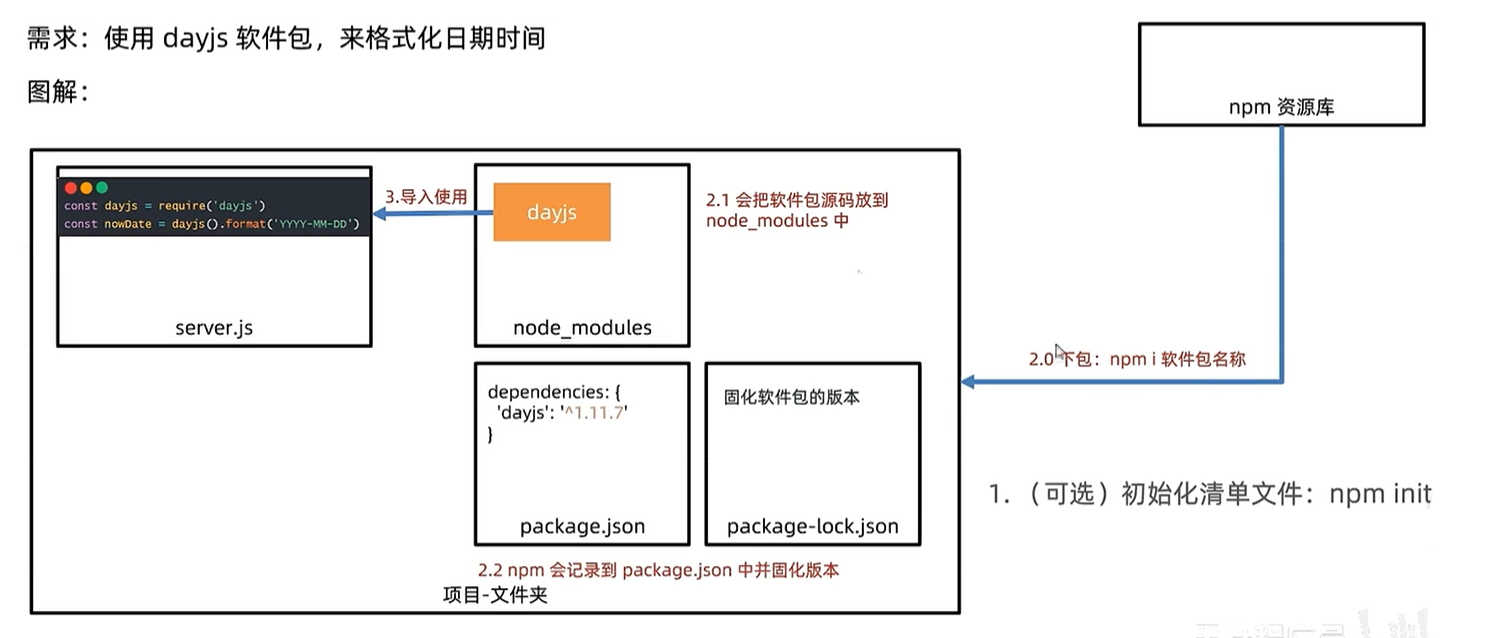 需求：使用 dayjs 软件包，来格式化日期时间
图解：
npm 资源库
const dayjs = require('dayjs')
const nowDate = dayjs().format('YYYY-MM-DD')
server.js
3.导入使用
dayjs
node_modules
2.1 会把软件包源码放到
node_modules 中
2.0 下包：npm i 软件包名称
dependencies: {
'dayjs': '^1.11.7'
}
package.json
固化软件包的版本
package-lock.json
1. （可选）初始化清单文件：npm init
2.2 npm 会记录到 package.json 中并固化版本
项目-文件夹